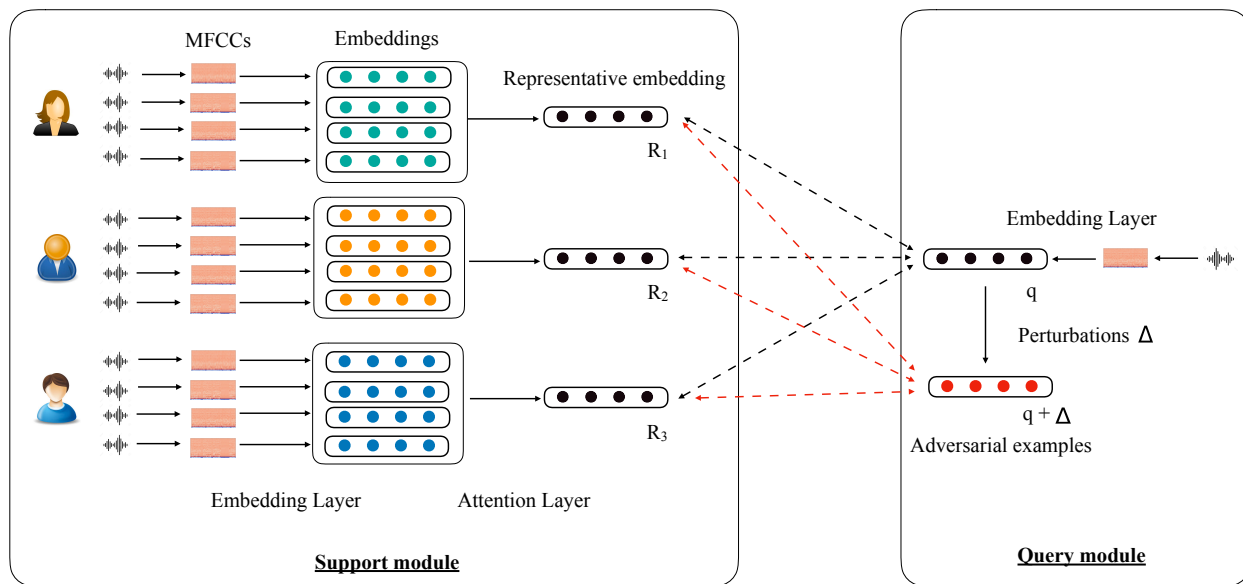 MFCCs
Embeddings
Representative embedding
R1
R2
R3
Embedding Layer
Attention Layer
Support module
Embedding Layer
q
Perturbations Δ
q + Δ
Adversarial examples
Query module